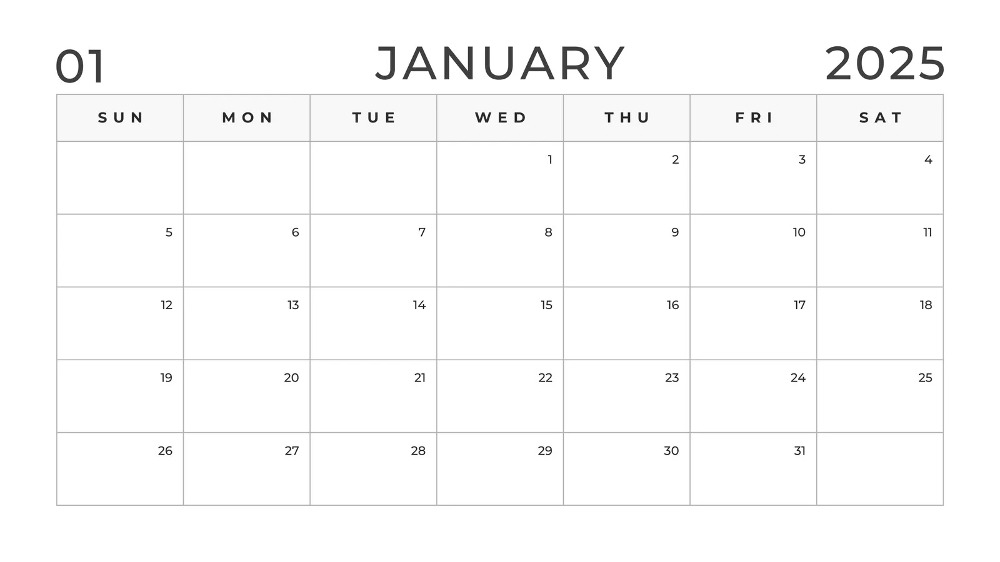 01 JANUARY 2025
SUN MON TUE WED THU FRI SAT
1 2 3 4
5 6 7 8 9 10 11
12 13 14 15 16 17 18
19 20 21 22 23 24 25
26 27 28 29 30 31